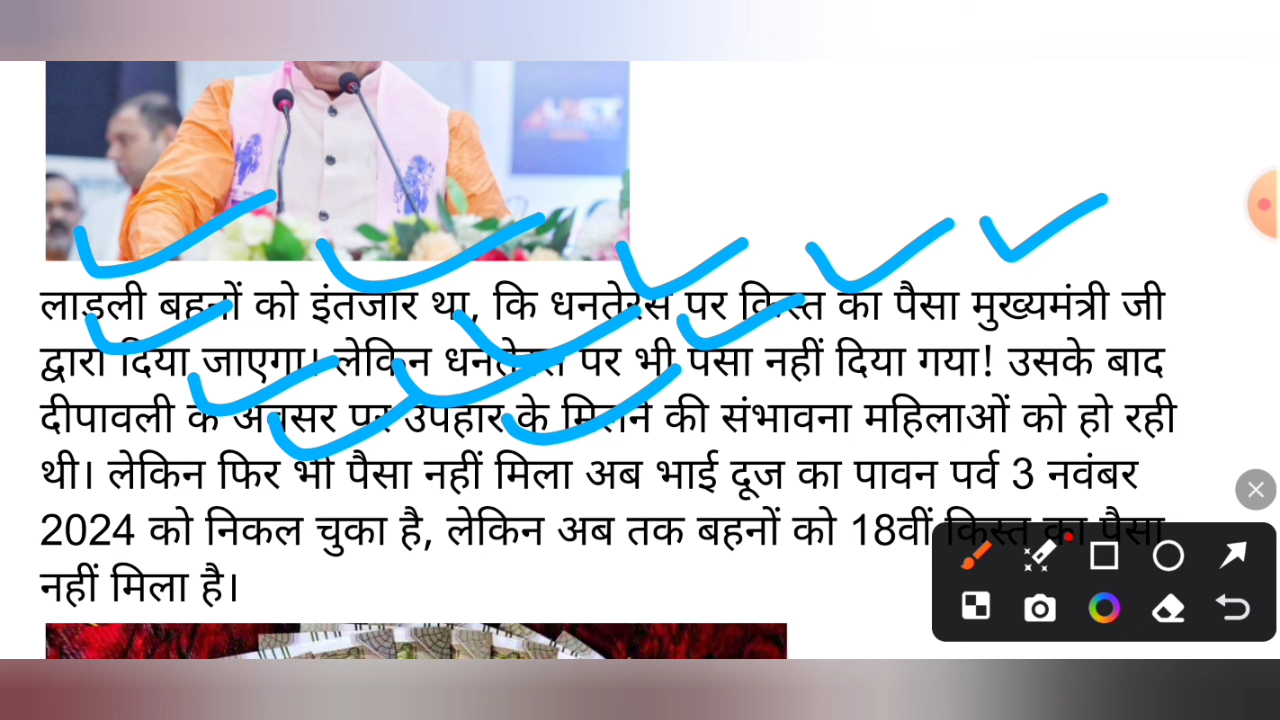 लाडली बहनों को इंतजार था, कि धनतेरस पर किस्त का पैसा मुख्यमंत्री जी
द्वारा दिया जाएगा। लेकिन धनतेरस पर भी पैसा नहीं दिया गया! उसके बाद
दीपावली के अवसर पर उपहार के मिलने की संभावना महिलाओं को हो रही
थी। लेकिन फिर भी पैसा नहीं मिला अब भाई दूज का पावन पर्व 3 नवंबर
2024 को निकल चुका है, लेकिन अब तक बहनों को 18वीं किस्त का पैसा
नहीं मिला है।